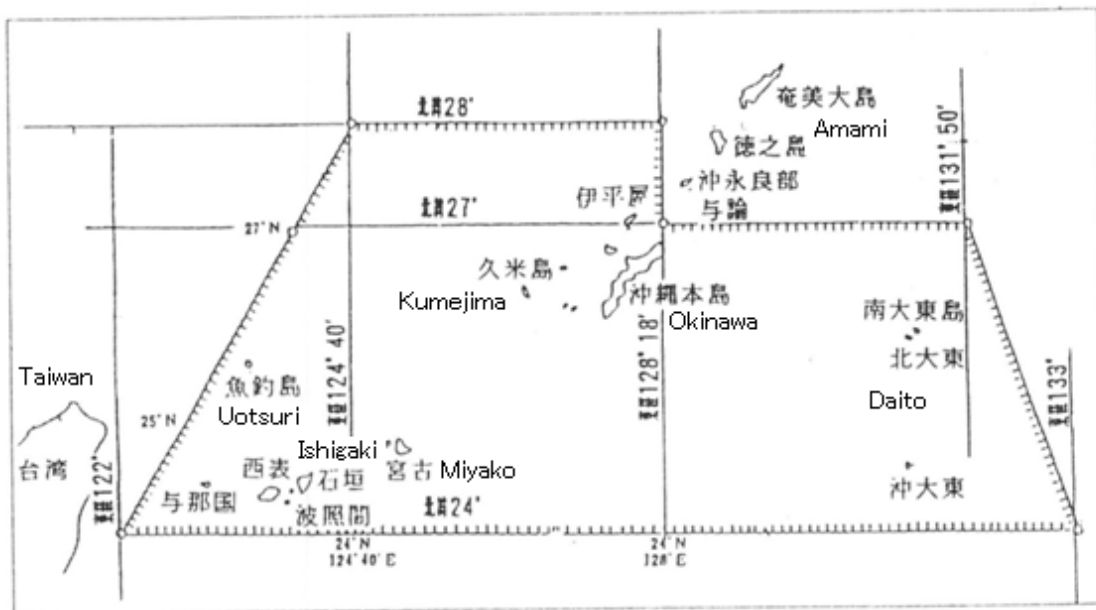 奄美大島
Amami
北緯28°
徳之島
東経131° 50'
沖永良部
伊平屋
与論
北緯27°
27° N
久米島
Kumejima
沖縄本島
Okinawa
南大東島
北大東
Daito
東経124° 40'
東経128° 18'
東経133°
Taiwan
台湾
魚釣島
Uotsuri
25° N
Ishigaki
西表
石垣
宮古
Miyako
与那国
波照間
沖大東
東経122°
北緯24°
24° N
124° 40' E
24° N
128° E